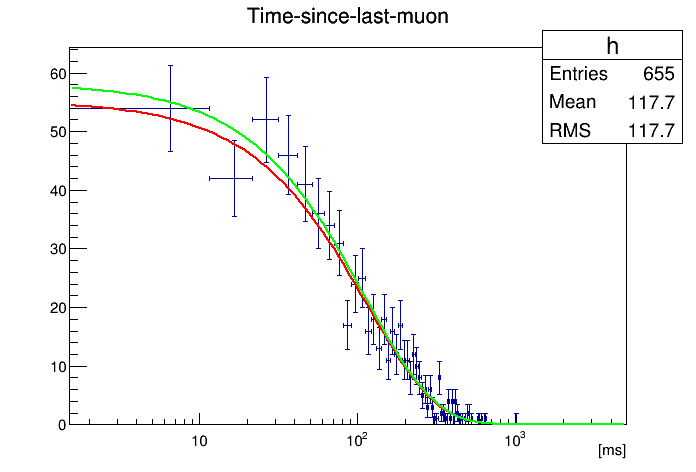 Time-since-last-muon
h
Entries 655
Mean 117.7
RMS 117.7
60
50
40
30
20
10
0
10 10² 10³
[ms]